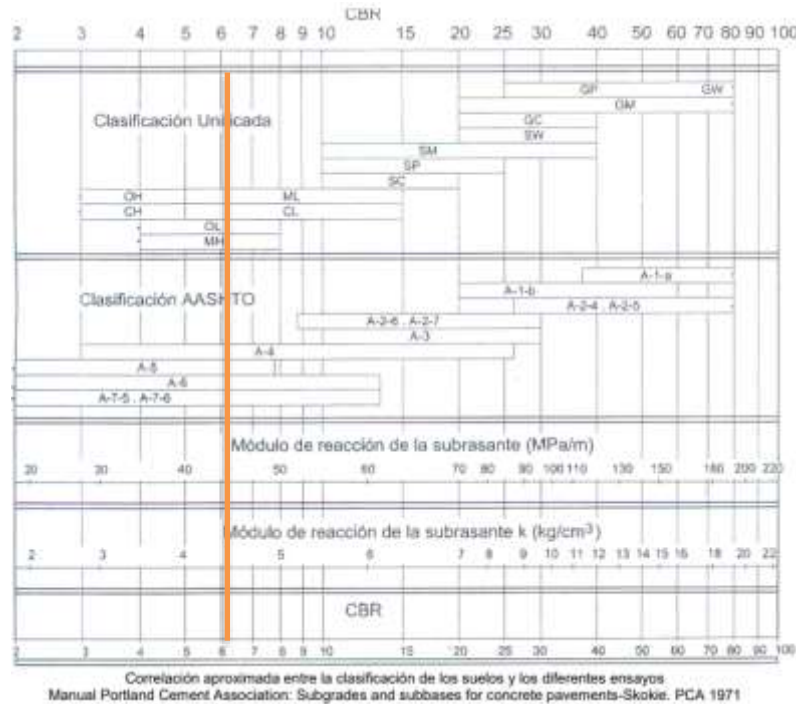 CBR
2 3 4 5 6 7 8 9 10 15 20 25 30 40 50 60 70 80 90 100
GP GW
GM
Clasificación Unificada
GC
SW
SM
SP
SC
OH ML
CH CL
OL
MH
A-1-a
Clasificación AASHTO A-1-b
A-2-4 . A-2-5
A-2-6 . A-2-7
A-3
A-4
A-5
A-6
A-7-5 . A-7-6
Módulo de reacción de la subrasante (MPa/m)
20 30 40 50 60 70 80 90 100 110 130 150 180 200 220
Módulo de reacción de la subrasante k (kg/cm³)
2 3 4 5 6 7 8 9 10 11 12 13 14 15 16 18 20 22
CBR
2 3 4 5 6 7 8 9 10 15 20 25 30 40 50 60 70 80 90 100
Correlación aproximada entre la clasificación de los suelos y los diferentes ensayos
Manual Portland Cement Association: Subgrades and subbases for concrete pavements-Skokie. PCA 1971